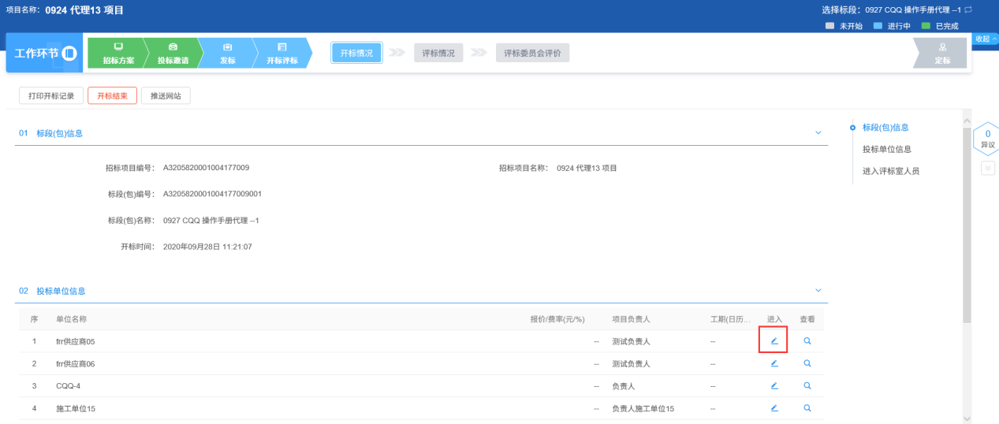 项目名称： 0924 代理13 项目
选择标段： 0927 CQQ 操作手册代理 --1
未开始 进行中 已完成
收起
工作环节 招标方案 投标邀请 发标 开标评标 开标情况 评标情况 评标委员会评价 定标
打印开标记录 开标结束 推送网站
01 标段(包)信息
招标项目编号： A3205820001004177009 招标项目名称： 0924 代理13 项目
标段(包)编号： A3205820001004177009001
标段(包)名称： 0927 CQQ 操作手册代理 --1
开标时间： 2020年09月28日 11:21:07
02 投标单位信息
序 单位名称 报价/费率(元/%) 项目负责人 工期(日历... 进入 查看
1 frr供应商05 -- 测试负责人 --
2 frr供应商06 -- 测试负责人 --
3 CQQ-4 -- 负责人 --
4 施工单位15 -- 负责人施工单位15 --
标段(包)信息
投标单位信息
进入评标室人员
0
异议